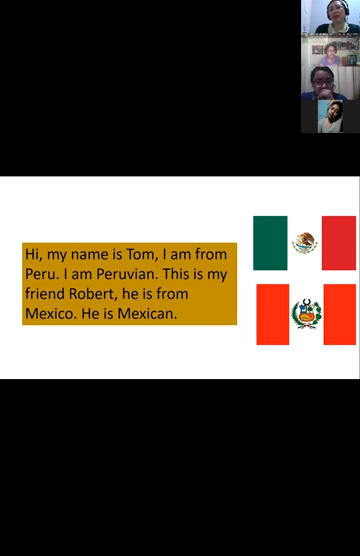 Hi, my name is Tom, I am from
Peru. I am Peruvian. This is my
friend Robert, he is from
Mexico. He is Mexican.